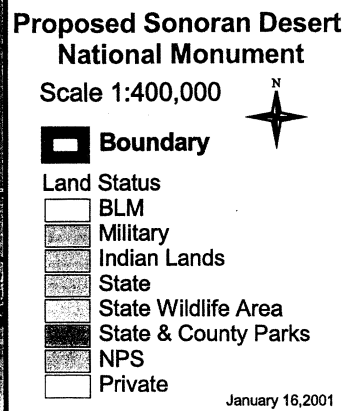 Proposed Sonoran Desert
National Monument
Scale 1:400,000
N
Boundary
Land Status
BLM
Military
Indian Lands
State
State Wildlife Area
State & County Parks
NPS
Private
January 16,2001